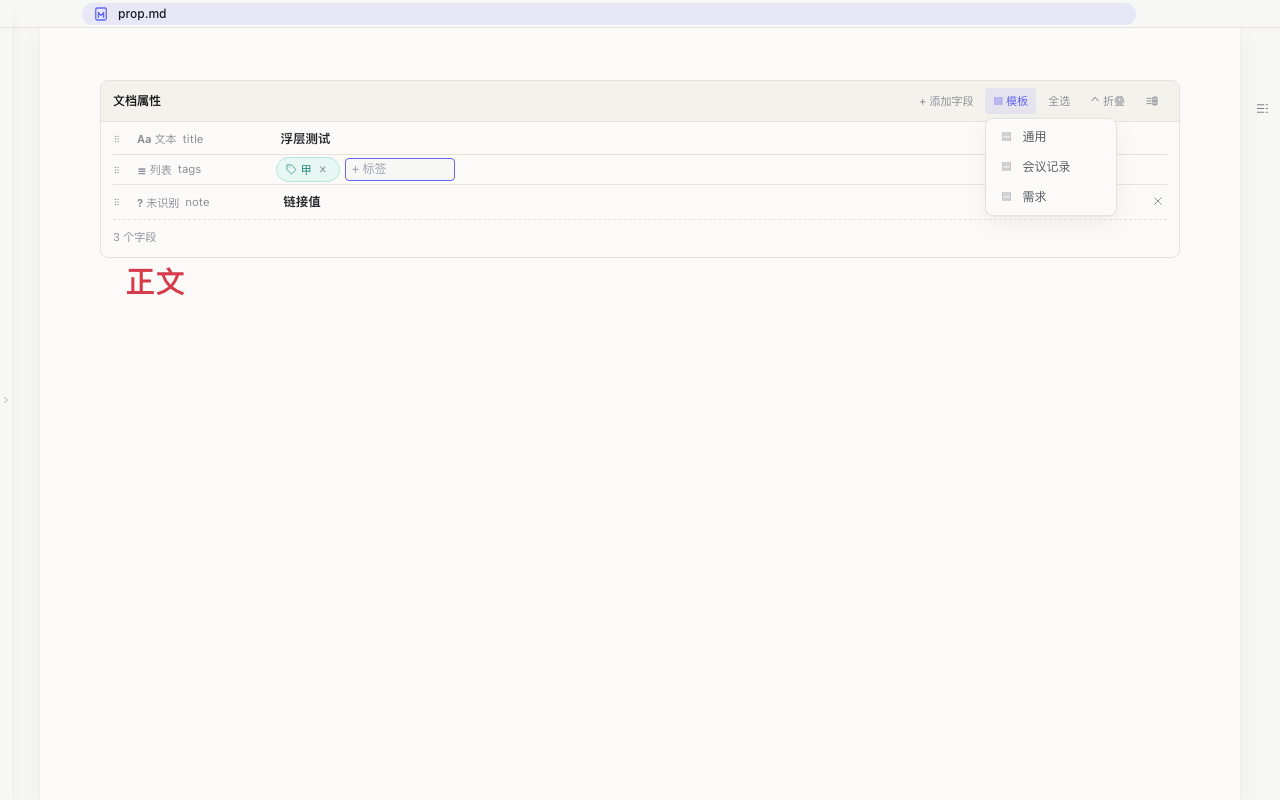 prop.md
文档属性 + 添加字段 模板 全选 折叠
Aa 文本 title 浮层测试
列表 tags 甲 × + 标签
? 未识别 note 链接值
通用
会议记录
需求
3 个字段
正文